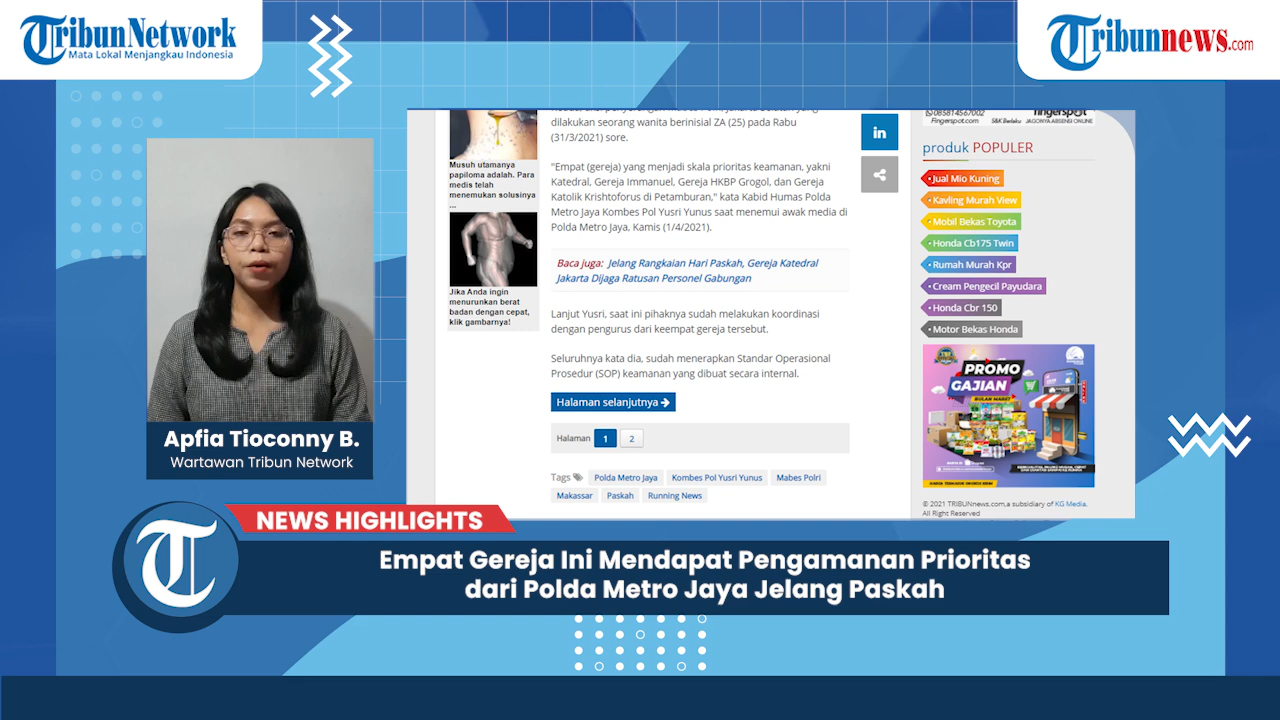 TribunNetwork
Mata Lokal Menjangkau Indonesia
Tribunnews.com
dilakukan seorang wanita berinisial ZA (25) pada Rabu
(31/3/2021) sore.
"Empat (gereja) yang menjadi skala prioritas keamanan, yakni
Katedral, Gereja Immanuel, Gereja HKBP Grogol, dan Gereja
Katolik Krishtoforus di Petamburan," kata Kabid Humas Polda
Metro Jaya Kombes Pol Yusri Yunus saat menemui awak media di
Polda Metro Jaya, Kamis (1/4/2021).
Baca juga: Jelang Rangkaian Hari Paskah, Gereja Katedral
Jakarta Dijaga Ratusan Personel Gabungan
Lanjut Yusri, saat ini pihaknya sudah melakukan koordinasi
dengan pengurus dari keempat gereja tersebut.
Seluruhnya kata dia, sudah menerapkan Standar Operasional
Prosedur (SOP) keamanan yang dibuat secara internal.
Halaman selanjutnya
Halaman 1 2
Tags Polda Metro Jaya Kombes Pol Yusri Yunus Mabes Polri
Makassar Paskah Running News
Musuh utamanya
papiloma adalah. Para
medis telah
menemukan solusinya
...
Jika Anda ingin
menurunkan berat
badan dengan cepat,
klik gambarnya!
in
085814567002
Fingerspot.com S&K Berlaku
fingerspot
JAGONYA ABSENSI ONLINE
produk POPULER
Jual Mio Kuning
Kavling Murah View
Mobil Bekas Toyota
Honda Cb175 Twin
Rumah Murah Kpr
Cream Pengecil Payudara
Honda Cbr 150
Motor Bekas Honda
PROMO
GAJIAN
BULAN MARET
© 2021 TRIBUNnews.com,a subsidiary of KG Media.
All Right Reserved
Apfia Tioconny B.
Wartawan Tribun Network
T
NEWS HIGHLIGHTS
Empat Gereja Ini Mendapat Pengamanan Prioritas
dari Polda Metro Jaya Jelang Paskah